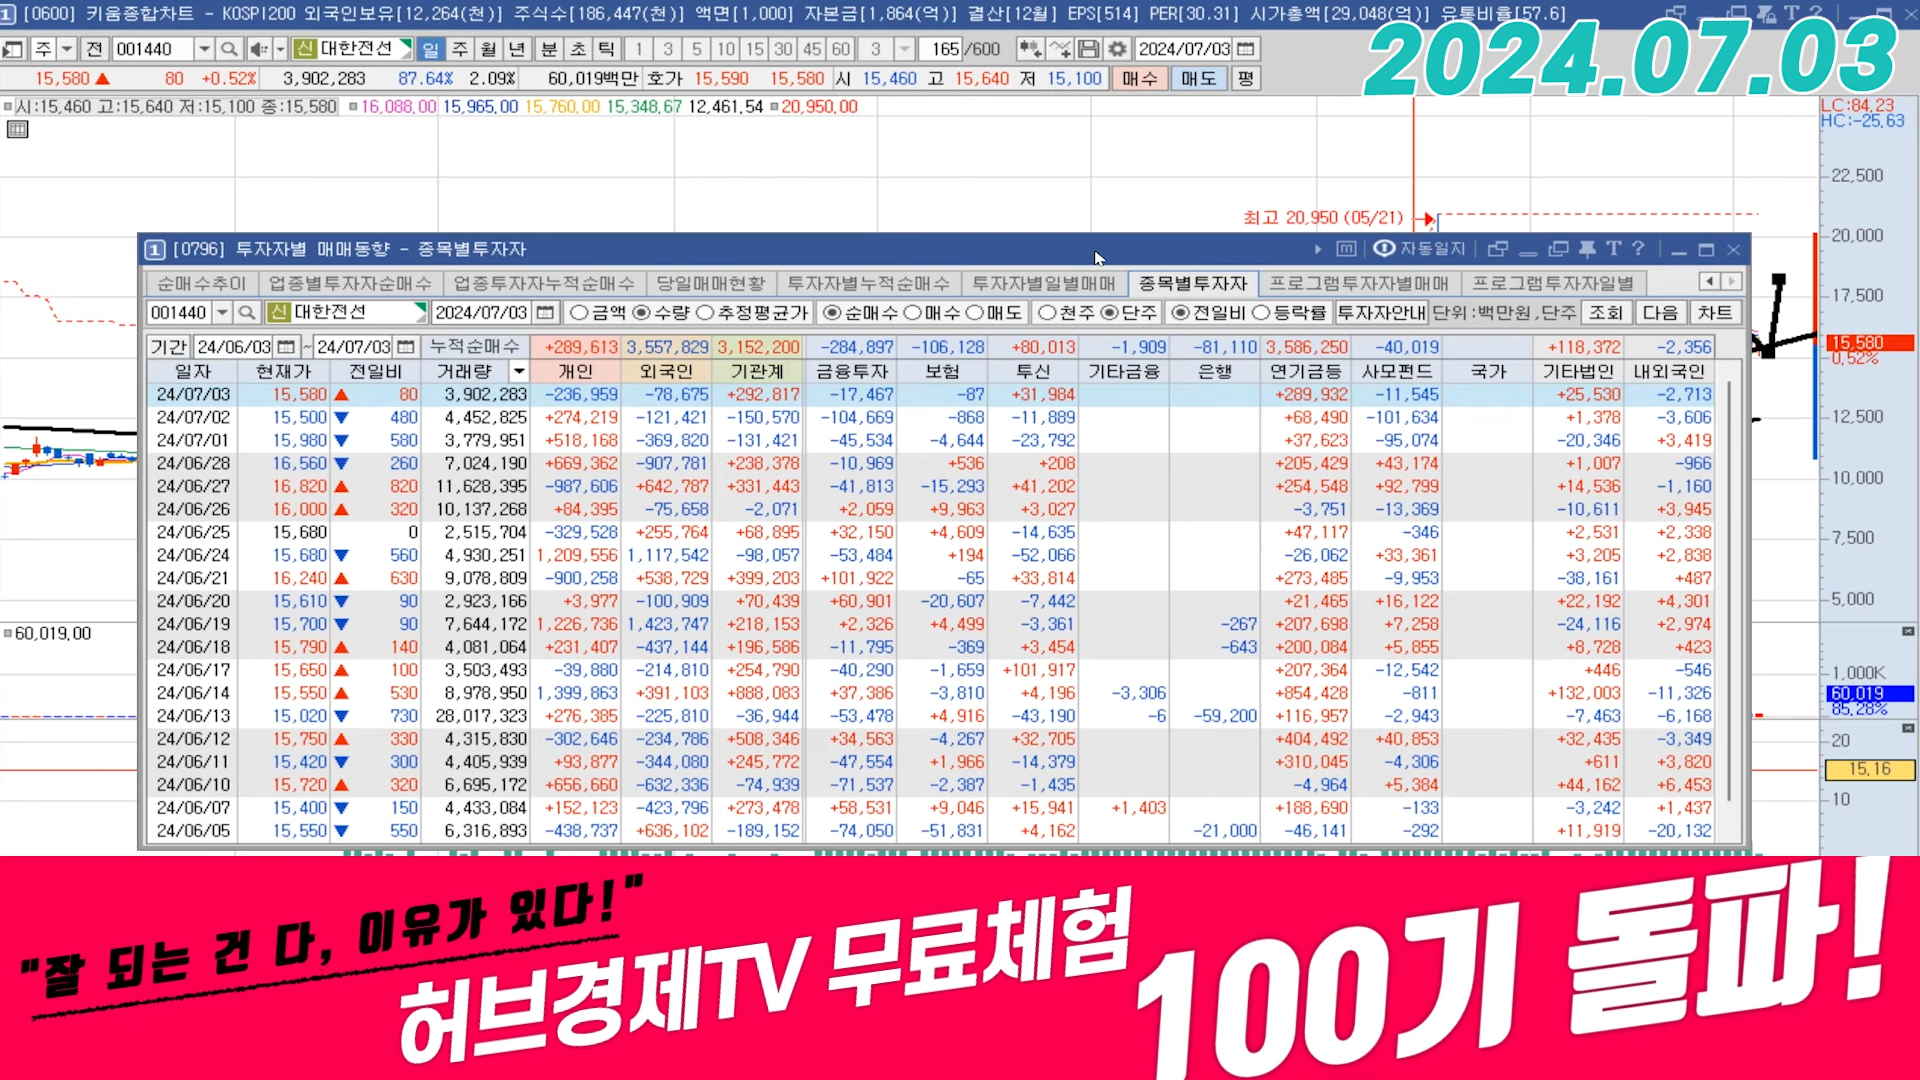 [0600] 키움종합차트 - KOSPI200 외국인보유[12,264(천)] 주식수[186,447(천)] 액면[1,000] 자본금[1,864(억)] 결산[12월] EPS[514] PER[30.31] 시가총액[29,048(억)] 유통비율[57.6]
주 전 001440 신 대한전선 일 주 월 년 분 초 틱 1 3 5 10 15 30 45 60 3 165 /600 2024/07/03
2024.07.03
15,580 ▲ 80 +0.52% 3,902,283 87.64% 2.09% 60,019백만 호가 15,590 15,580 시 15,460 고 15,640 저 15,100 매수 매도 평
시:15,460 고:15,640 저:15,100 종:15,580 16,088.00 15,965.00 15,760.00 15,348.67 12,461.54 20,950.00
LC:84.23
HC:-25.63
22,500
최고 20,950 (05/21)
20,000
17,500
15,580
0.52%
12,500
10,000
7,500
5,000
60,019.00
1,000K
60,019
85.28%
20
15.16
10
1 [0796] 투자자별 매매동향 - 종목별투자자 자동일지
순매수추이 업종별투자자순매수 업종투자자누적순매수 당일매매현황 투자자별누적순매수 투자자별일별매매 종목별투자자 프로그램투자자별매매 프로그램투자자일별
001440 신 대한전선 2024/07/03 금액 수량 추정평균가 순매수 매수 매도 천주 단주 전일비 등락률 투자자안내 단위:백만원,단주 조회 다음 차트
기간 24/06/03 ~ 24/07/03 누적순매수 +289,613 3,557,829 3,152,200 -284,897 -106,128 +80,013 -1,909 -81,110 3,586,250 -40,019 +118,372 -2,356
일자 현재가 전일비 거래량 개인 외국인 기관계 금융투자 보험 투신 기타금융 은행 연기금등 사모펀드 국가 기타법인 내외국인
24/07/03 15,580 ▲ 80 3,902,283 -236,959 -78,675 +292,817 -17,467 -87 +31,984 +289,932 -11,545 +25,530 -2,713
24/07/02 15,500 ▼ 480 4,452,825 +274,219 -121,421 -150,570 -104,669 -868 -11,889 +68,490 -101,634 +1,378 -3,606
24/07/01 15,980 ▼ 580 3,779,951 +518,168 -369,820 -131,421 -45,534 -4,644 -23,792 +37,623 -95,074 -20,346 +3,419
24/06/28 16,560 ▼ 260 7,024,190 +669,362 -907,781 +238,378 -10,969 +536 +208 +205,429 +43,174 +1,007 -966
24/06/27 16,820 ▲ 820 11,628,395 -987,606 +642,787 +331,443 -41,813 -15,293 +41,202 +254,548 +92,799 +14,536 -1,160
24/06/26 16,000 ▲ 320 10,137,268 +84,395 -75,658 -2,071 +2,059 +9,963 +3,027 -3,751 -13,369 -10,611 +3,945
24/06/25 15,680 0 2,515,704 -329,528 +255,764 +68,895 +32,150 +4,609 -14,635 +47,117 -346 +2,531 +2,338
24/06/24 15,680 ▼ 560 4,930,251 1,209,556 1,117,542 -98,057 -53,484 +194 -52,066 -26,062 +33,361 +3,205 +2,838
24/06/21 16,240 ▲ 630 9,078,809 -900,258 +538,729 +399,203 +101,922 -65 +33,814 +273,485 -9,953 -38,161 +487
24/06/20 15,610 ▼ 90 2,923,166 +3,977 -100,909 +70,439 +60,901 -20,607 -7,442 +21,465 +16,122 +22,192 +4,301
24/06/19 15,700 ▼ 90 7,644,172 1,226,736 1,423,747 +218,153 +2,326 +4,499 -3,361 -267 +207,698 +7,258 -24,116 +2,974
24/06/18 15,790 ▲ 140 4,081,064 +231,407 -437,144 +196,586 -11,795 -369 +3,454 -643 +200,084 +5,855 +8,728 +423
24/06/17 15,650 ▲ 100 3,503,493 -39,880 -214,810 +254,790 -40,290 -1,659 +101,917 +207,364 -12,542 +446 -546
24/06/14 15,550 ▲ 530 8,978,950 1,399,863 +391,103 +888,083 +37,386 -3,810 +4,196 -3,306 +854,428 -811 +132,003 -11,326
24/06/13 15,020 ▼ 730 28,017,323 +276,385 -225,810 -36,944 -53,478 +4,916 -43,190 -6 -59,200 +116,957 -2,943 -7,463 -6,168
24/06/12 15,750 ▲ 330 4,315,830 -302,646 -234,786 +508,346 +34,563 -4,267 +32,705 +404,492 +40,853 +32,435 -3,349
24/06/11 15,420 ▼ 300 4,405,939 +93,877 -344,080 +245,772 -47,554 +1,966 -14,379 +310,045 -4,306 +611 +3,820
24/06/10 15,720 ▲ 320 6,695,172 +656,660 -632,336 -74,939 -71,537 -2,387 -1,435 -4,964 +5,384 +44,162 +6,453
24/06/07 15,400 ▼ 150 4,433,084 +152,123 -423,796 +273,478 +58,531 +9,046 +15,941 +1,403 +188,690 -133 -3,242 +1,437
24/06/05 15,550 ▼ 550 6,316,893 -438,737 +636,102 -189,152 -74,050 -51,831 +4,162 -21,000 -46,141 -292 +11,919 -20,132
"잘 되는 건 다, 이유가 있다!"
허브경제TV 무료체험
100기 돌파!